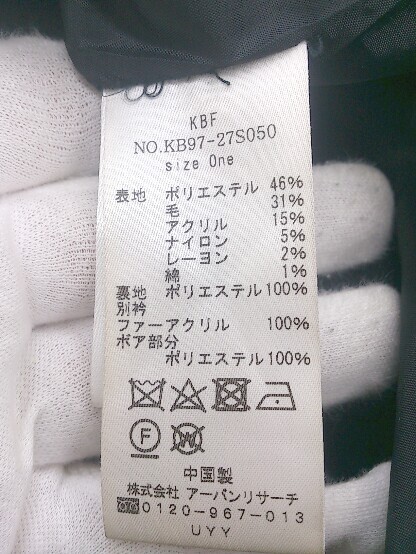 KBF
NO.KB97-27S050
size One
表地 ポリエステル 46%
毛 31%
アクリル 15%
ナイロン 5%
レーヨン 2%
綿 1%
裏地 ポリエステル 100%
別衿
ファーアクリル 100%
ボア部分
ポリエステル 100%
F W
中国製
株式会社 アーバンリサーチ
0120-967-013
UYY